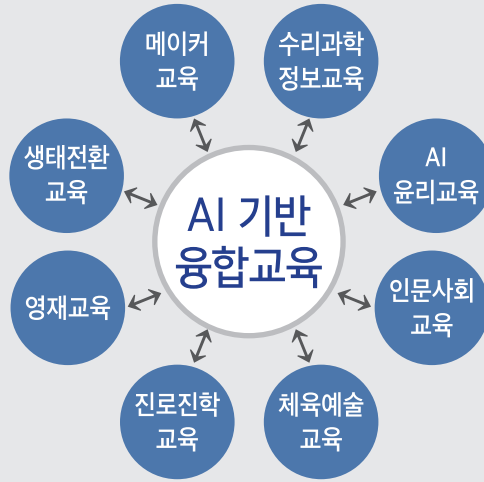 메이커
교육
수리과학
정보교육
생태전환
교육
AI
윤리교육
AI 기반
융합교육
영재교육
인문사회
교육
진로진학
교육
체육예술
교육